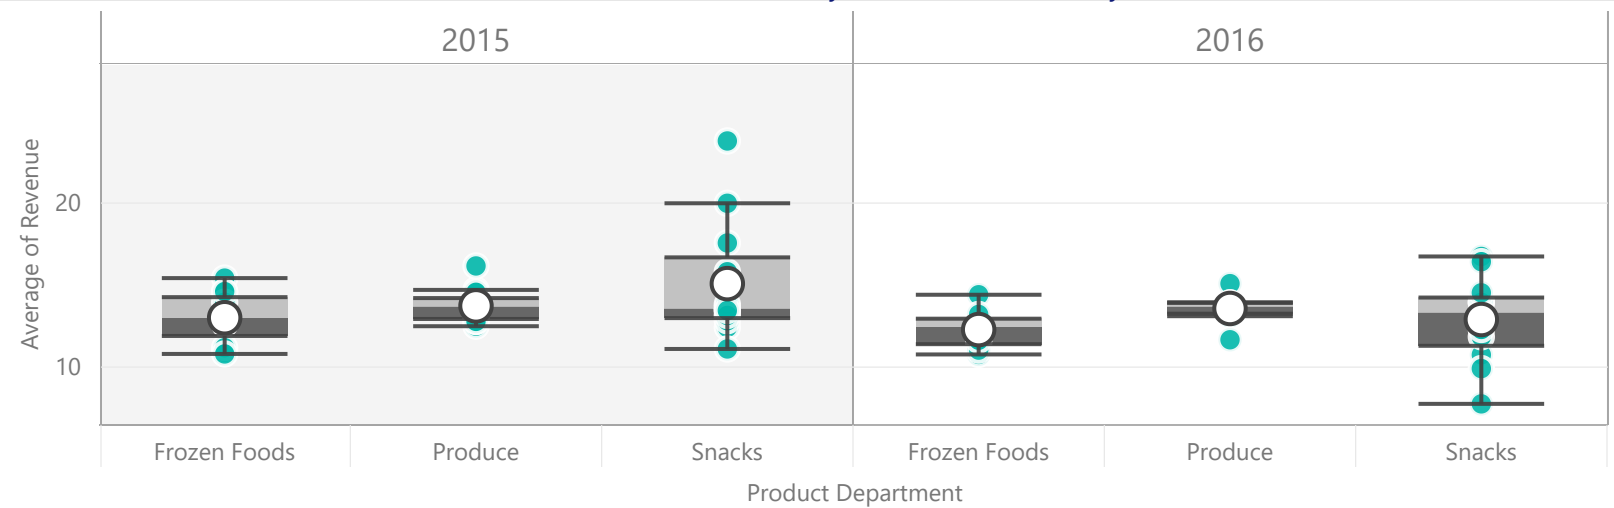 2015
2016
Average of Revenue
20
10
Frozen Foods
Produce
Snacks
Frozen Foods
Produce
Snacks
Product Department